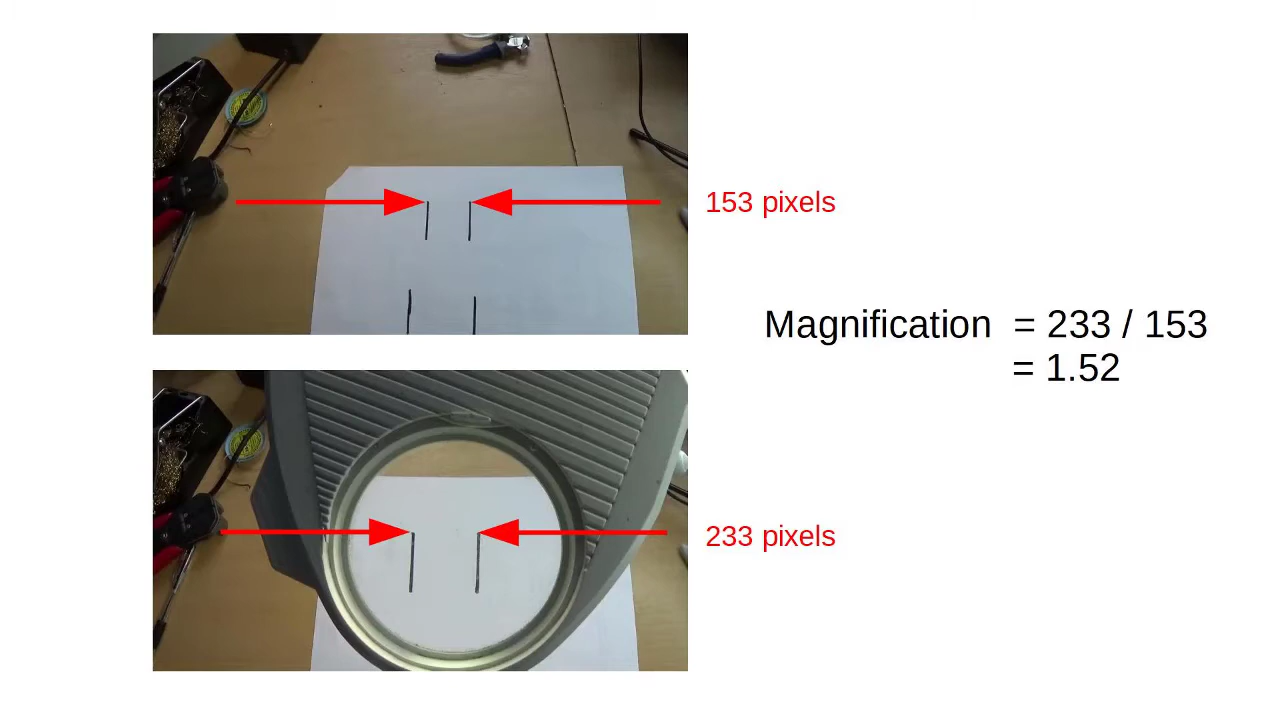 153 pixels
Magnification = 233 / 153
= 1.52
233 pixels